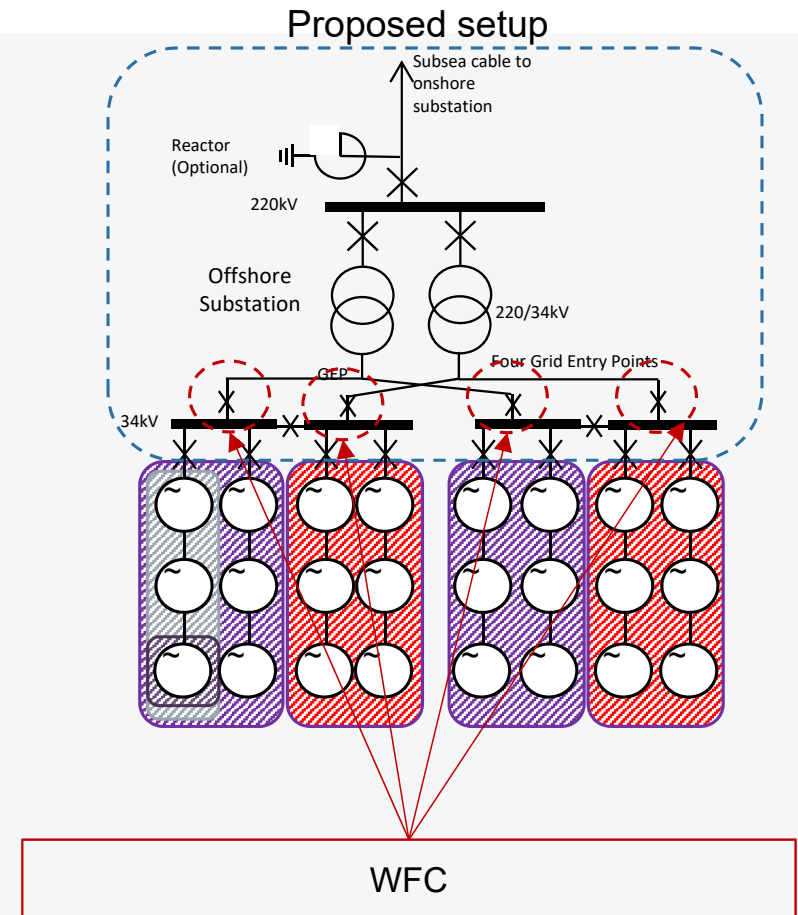 Proposed setup
Subsea cable to
onshore
substation
Reactor
(Optional)
220kV
Offshore
Substation
220/34kV
Four Grid Entry Points
GEP
34kV
~ ~ ~ ~ ~ ~ ~ ~
~ ~ ~ ~ ~ ~ ~ ~
~ ~ ~ ~ ~ ~ ~ ~
WFC